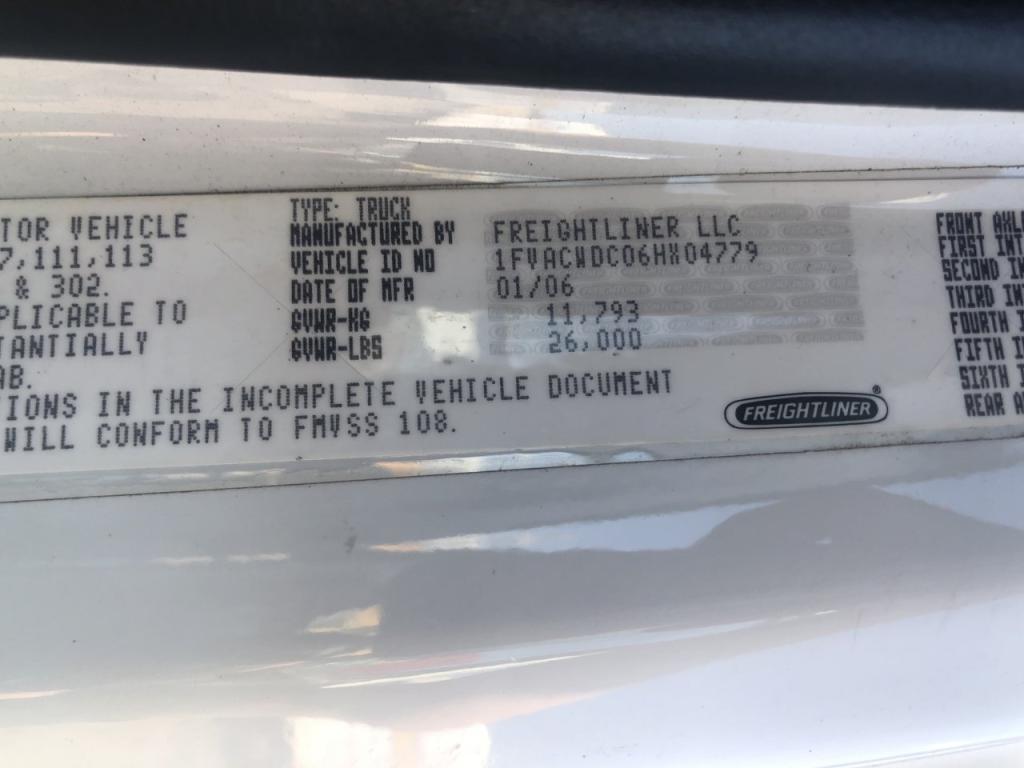 TOR VEHICLE
7,111,113
& 302.
PLICABLE TO
TANTIALLY
AB.
TIONS IN THE INCOMPLETE VEHICLE DOCUMENT
WILL CONFORM TO FMVSS 108.
TYPE: TRUCK
MANUFACTURED BY FREIGHTLINER LLC
VEHICLE ID NO 1FVACWDC06HX04779
DATE OF MFR 01/06
GVWR-KG 11,793
GVWR-LBS 26,000
FREIGHTLINER®
FRONT AXLE
FIRST INT
SECOND IN
THIRD IN
FOURTH I
FIFTH I
SIXTH I
REAR A